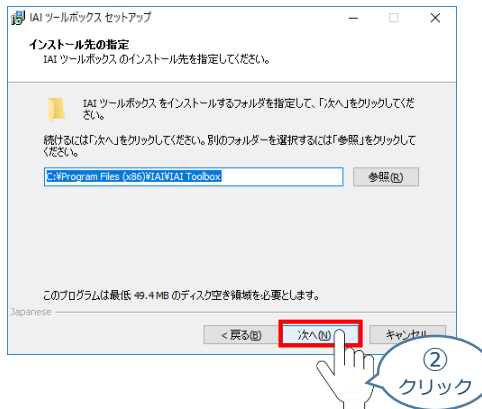 IAI ツールボックス セットアップ
インストール先の指定
IAI ツールボックス のインストール先を指定してください。
IAI ツールボックス をインストールするフォルダを指定して、「次へ」をクリックしてくだ
さい。
続けるには「次へ」をクリックしてください。別のフォルダーを選択するには「参照」をクリックして
ください。
C:¥Program Files (x86)¥IAI¥IAI Toolbox
参照(R)
このプログラムは最低 49.4 MB のディスク空き領域を必要とします。
Japanese
< 戻る(B)
次へ(N)
キャンセル
②
クリック